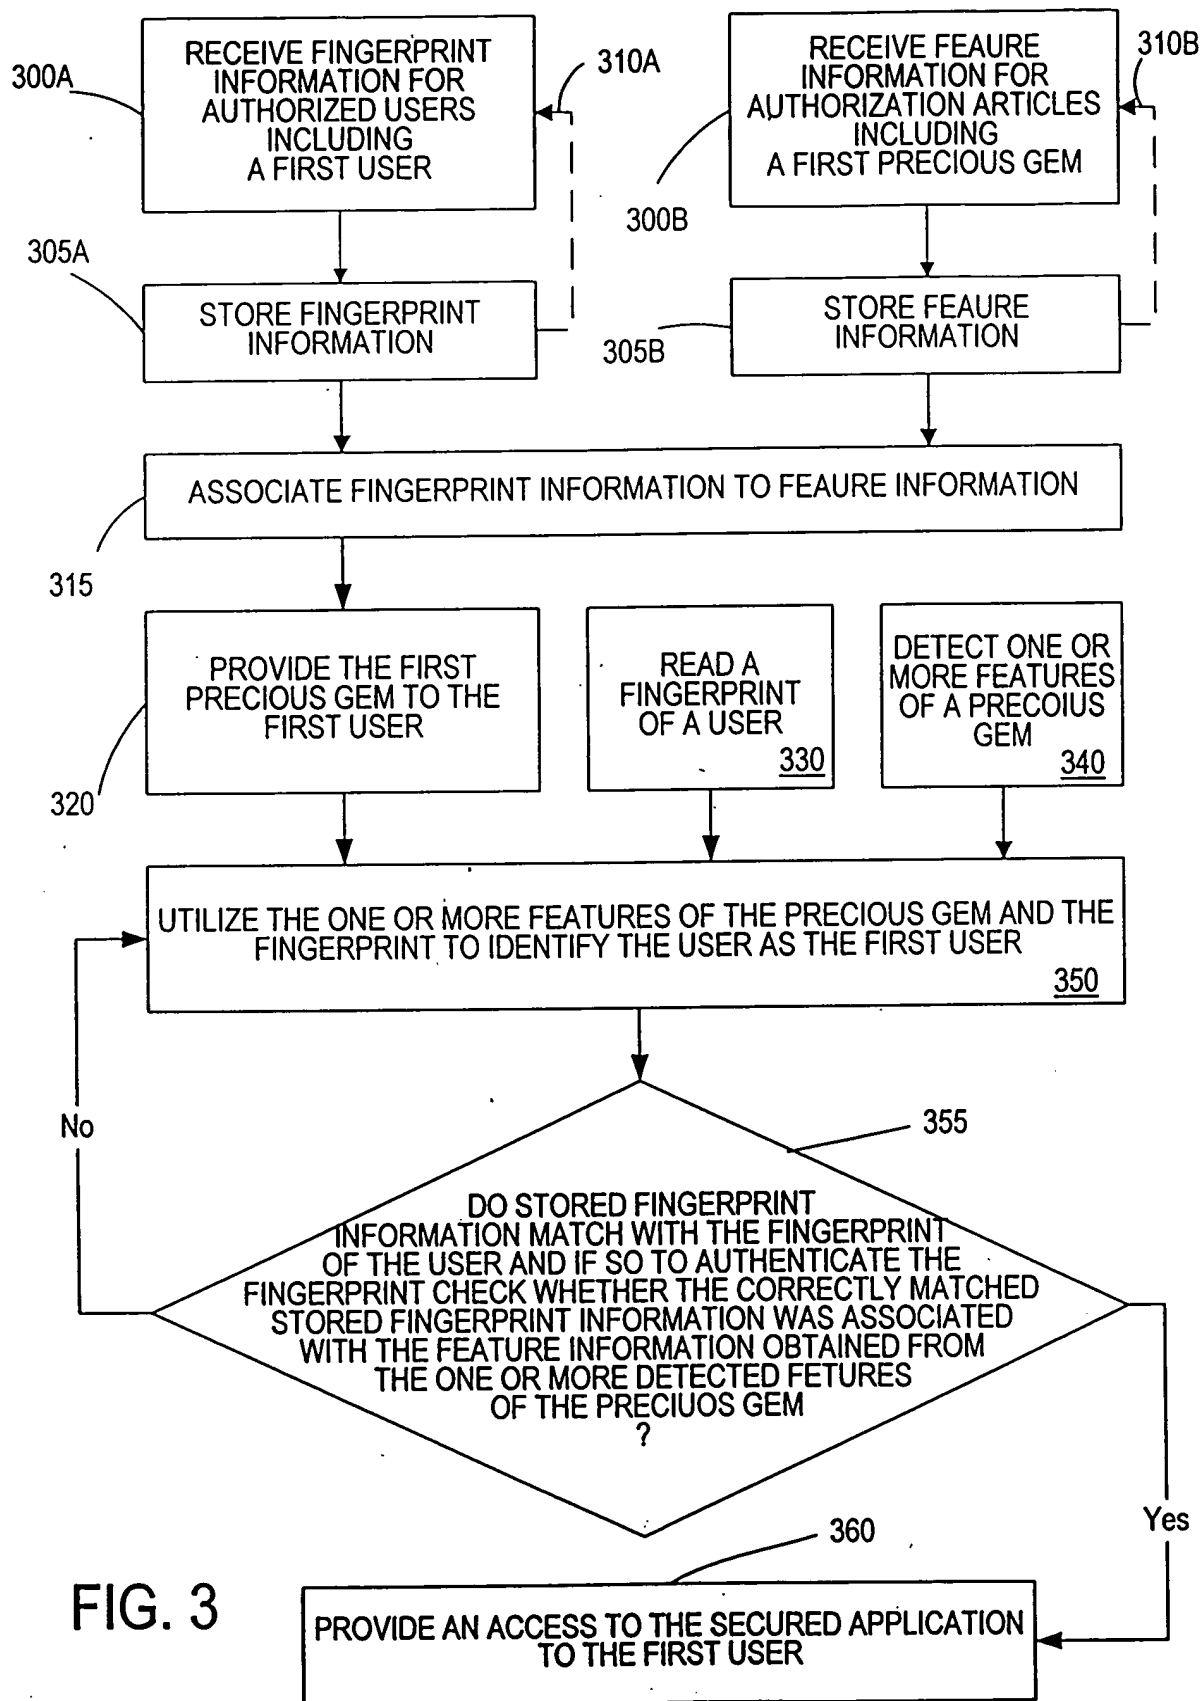 RECEIVE FINGERPRINT
INFORMATION FOR
AUTHORIZED USERS
INCLUDING
A FIRST USER
300A
310A
RECEIVE FEAURE
INFORMATION FOR
AUTHORIZATION ARTICLES
INCLUDING
A FIRST PRECIOUS GEM
310B
300B
305A
STORE FINGERPRINT
INFORMATION
STORE FEAURE
INFORMATION
305B
ASSOCIATE FINGERPRINT INFORMATION TO FEAURE INFORMATION
315
PROVIDE THE FIRST
PRECIOUS GEM TO THE
FIRST USER
320
READ A
FINGERPRINT
OF A USER
330
DETECT ONE OR
MORE FEATURES
OF A PRECOIUS
GEM
340
UTILIZE THE ONE OR MORE FEATURES OF THE PRECIOUS GEM AND THE
FINGERPRINT TO IDENTIFY THE USER AS THE FIRST USER
350
No
355
DO STORED FINGERPRINT
INFORMATION MATCH WITH THE FINGERPRINT
OF THE USER AND IF SO TO AUTHENTICATE THE
FINGERPRINT CHECK WHETHER THE CORRECTLY MATCHED
STORED FINGERPRINT INFORMATION WAS ASSOCIATED
WITH THE FEATURE INFORMATION OBTAINED FROM
THE ONE OR MORE DETECTED FETURES
OF THE PRECIUOS GEM
?
Yes
360
PROVIDE AN ACCESS TO THE SECURED APPLICATION
TO THE FIRST USER
FIG. 3